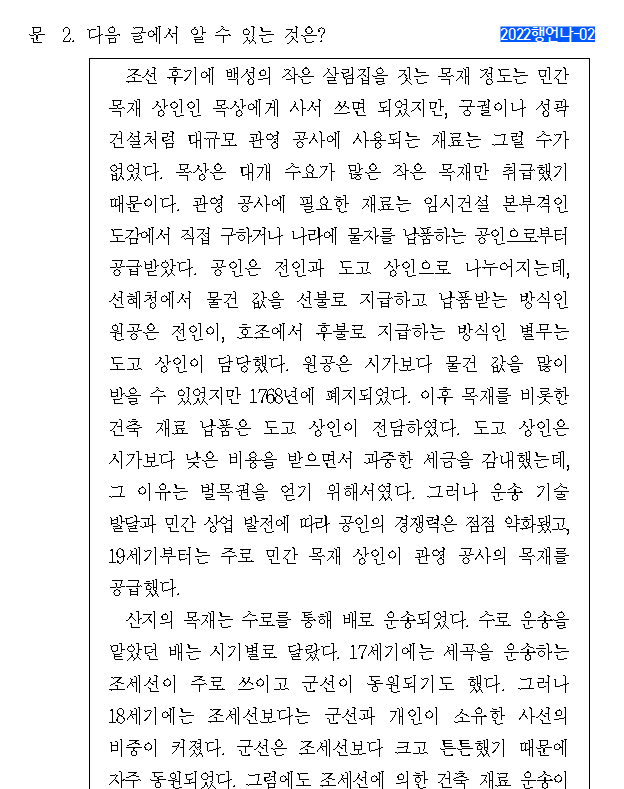 문 2. 다음 글에서 알 수 있는 것은? 2022행언나-02
조선 후기에 백성의 작은 살림집을 짓는 목재 정도는 민간
목재 상인인 목상에게 사서 쓰면 되었지만, 궁궐이나 성곽
건설처럼 대규모 관영 공사에 사용되는 재료는 그럴 수가
없었다. 목상은 대개 수요가 많은 작은 목재만 취급했기
때문이다. 관영 공사에 필요한 재료는 임시건설 본부격인
도감에서 직접 구하거나 나라에 물자를 납품하는 공인으로부터
공급받았다. 공인은 전인과 도고 상인으로 나누어지는데,
선혜청에서 물건 값을 선불로 지급하고 납품받는 방식인
원공은 전인이, 호조에서 후불로 지급하는 방식인 별무는
도고 상인이 담당했다. 원공은 시가보다 물건 값을 많이
받을 수 있었지만 1768년에 폐지되었다. 이후 목재를 비롯한
건축 재료 납품은 도고 상인이 전담하였다. 도고 상인은
시가보다 낮은 비용을 받으면서 과중한 세금을 감내했는데,
그 이유는 벌목권을 얻기 위해서였다. 그러나 운송 기술
발달과 민간 상업 발전에 따라 공인의 경쟁력은 점점 약화됐고,
19세기부터는 주로 민간 목재 상인이 관영 공사의 목재를
공급했다.
산지의 목재는 수로를 통해 배로 운송되었다. 수로 운송을
맡았던 배는 시기별로 달랐다. 17세기에는 세곡을 운송하는
조세선이 주로 쓰이고 군선이 동원되기도 했다. 그러나
18세기에는 조세선보다는 군선과 개인이 소유한 사선의
비중이 커졌다. 군선은 조세선보다 크고 튼튼했기 때문에
자주 동원되었다. 그럼에도 조세선에 의한 건축 재료 운송이